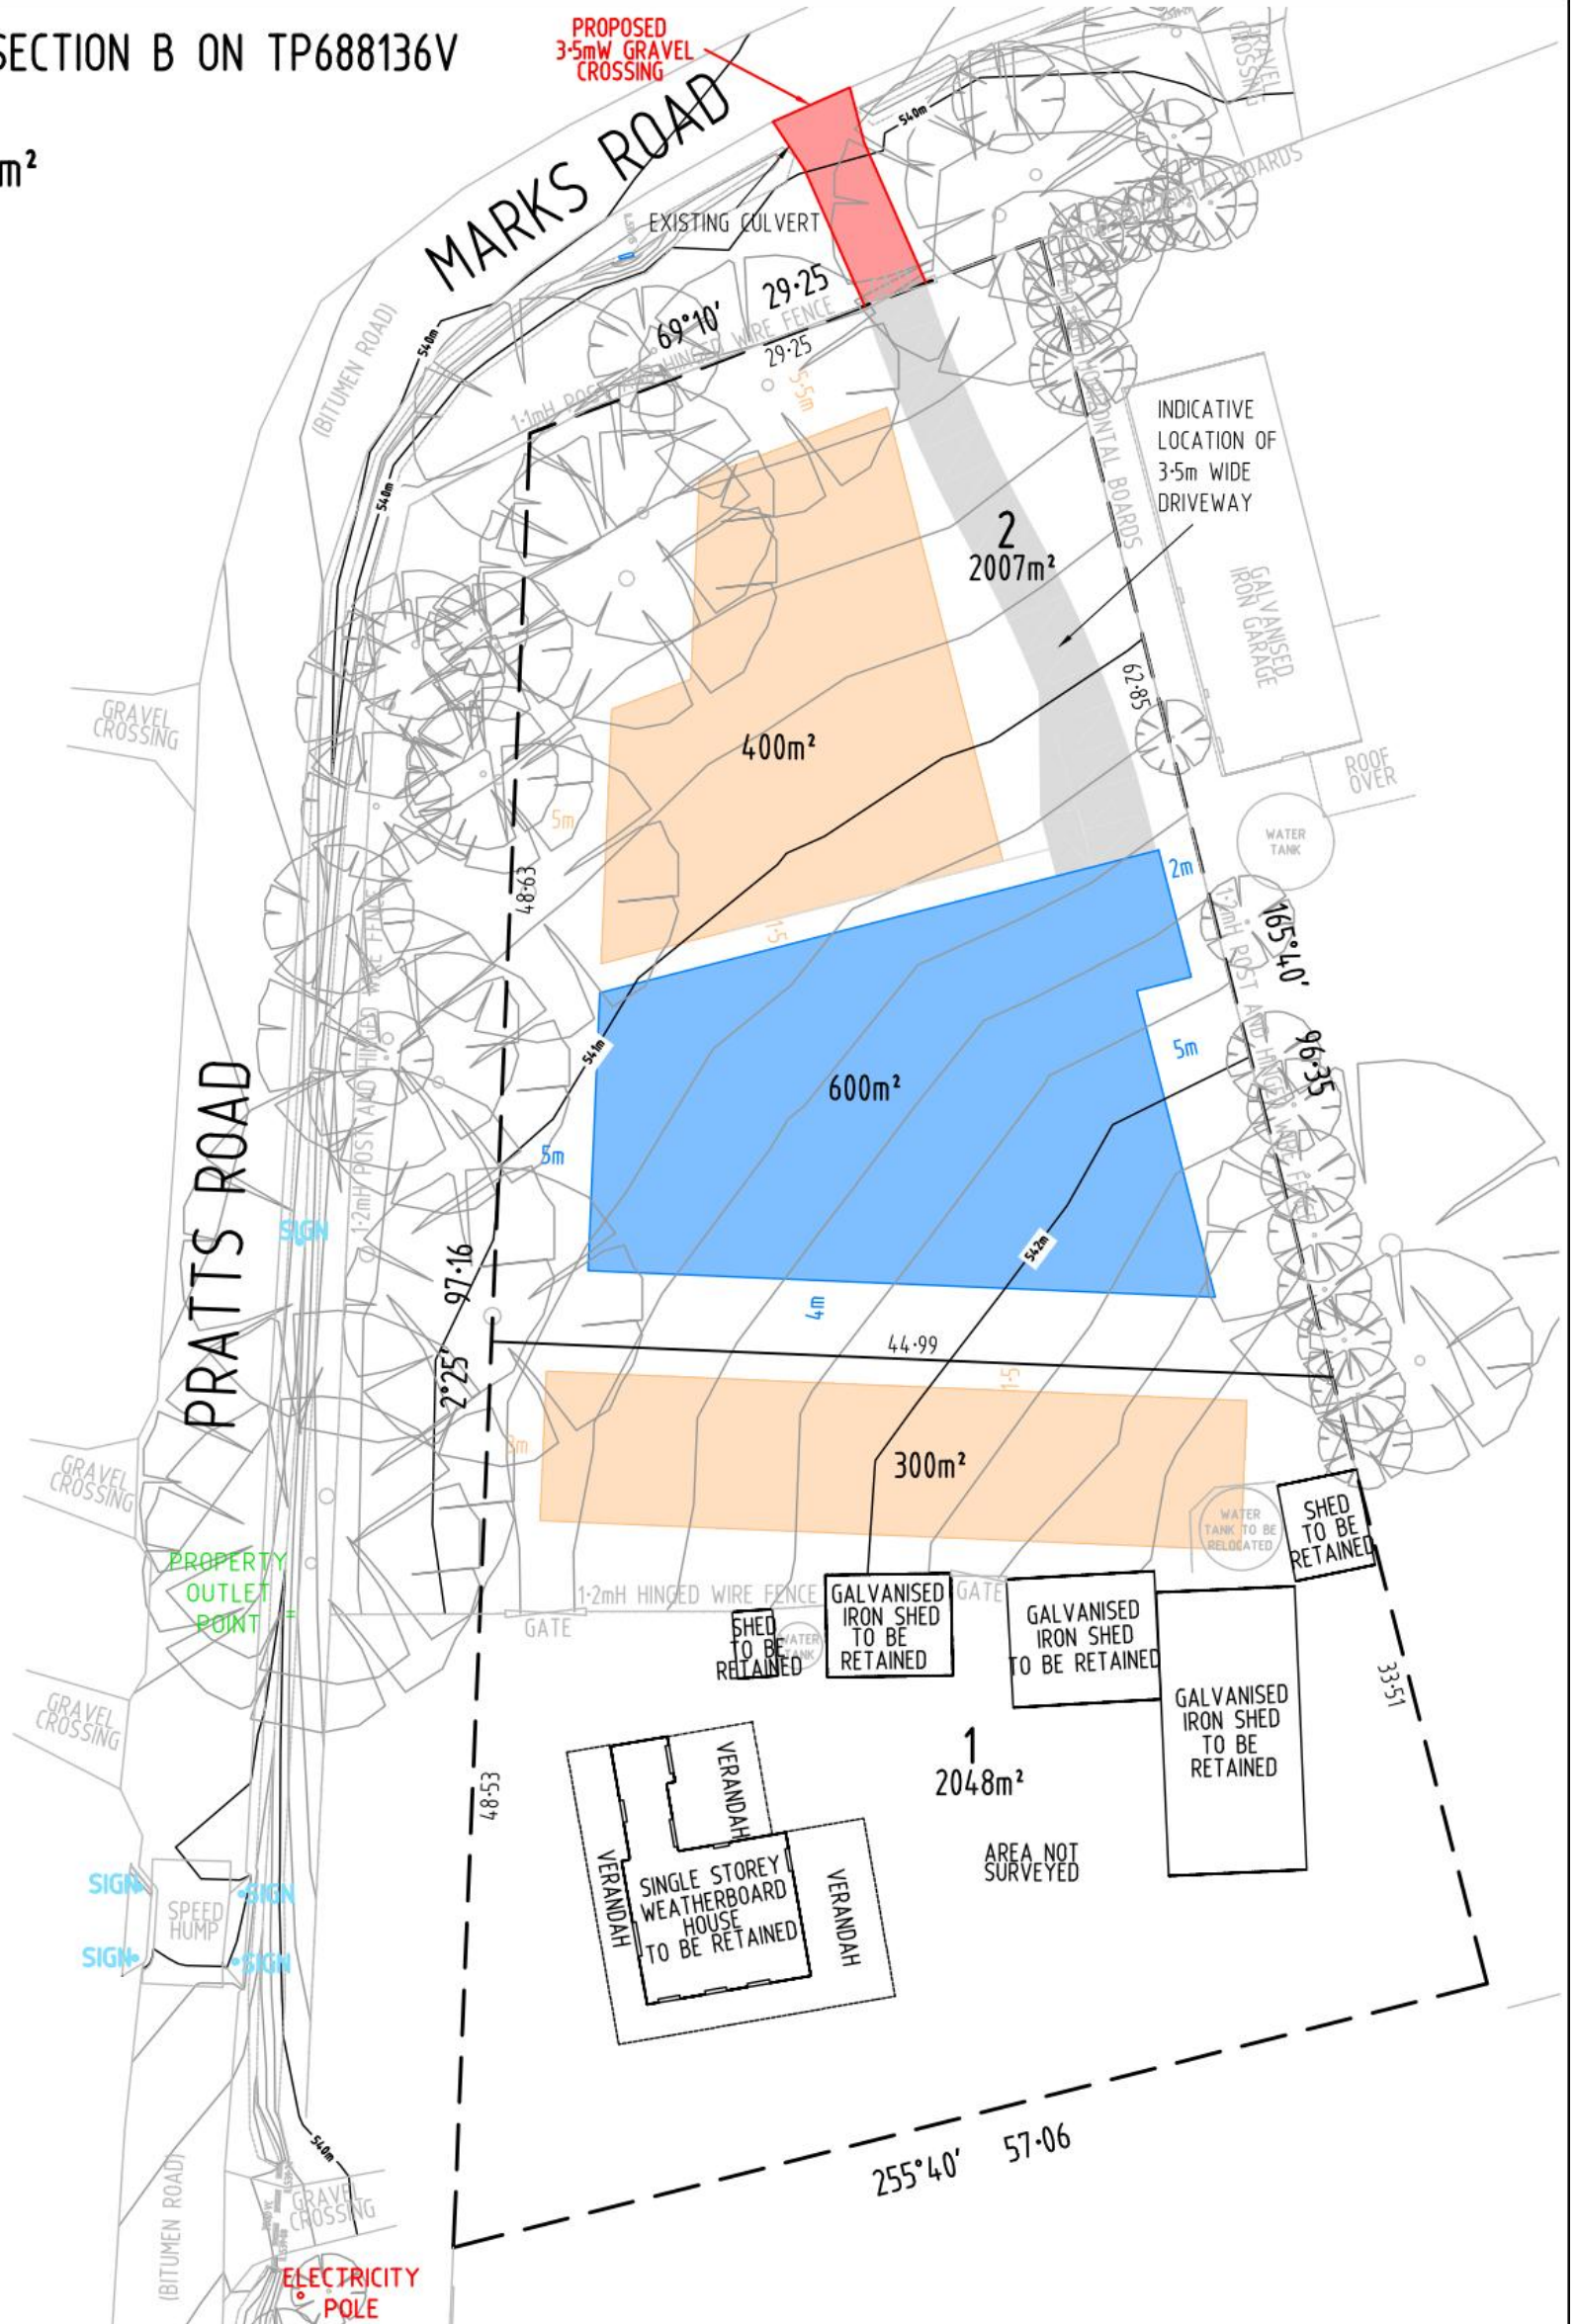 SECTION B ON TP688136V
m²
PROPOSED
3·5mW GRAVEL
CROSSING
GRAVEL
CROSSING
MARKS ROAD
540m
EXISTING CULVERT
(BITUMEN ROAD)
540m
69°10'
29·25
29·25
5·5m
540m
INDICATIVE
LOCATION OF
3·5m WIDE
DRIVEWAY
HORIZONTAL BOARDS
2
2007m²
GALVANISED
IRON GARAGE
62·85
GRAVEL
CROSSING
400m²
ROOF
OVER
5m
WATER
TANK
48·63
2m
1·5
165°40'
1·2mH POST AND HINGED WIRE FENCE
541m
5m
96·35
600m²
1·2mH POST AND HINGED WIRE FENCE
5m
PRATTS ROAD
SIGN
542m
97·16
4m
44·99
2°25'
1·5
3m
300m²
GRAVEL
CROSSING
WATER
TANK TO BE
RELOCATED
SHED
TO BE
RETAINED
PROPERTY
OUTLET
POINT
1·2mH HINGED WIRE FENCE
GATE
GATE
SHED
TO BE
RETAINED
WATER
TANK
GALVANISED
IRON SHED
TO BE
RETAINED
GALVANISED
IRON SHED
TO BE RETAINED
GALVANISED
IRON SHED
TO BE
RETAINED
33·51
GRAVEL
CROSSING
1
2048m²
48·53
VERANDAH
VERANDAH
VERANDAH
SINGLE STOREY
WEATHERBOARD
HOUSE
TO BE RETAINED
AREA NOT
SURVEYED
SIGN
SIGN
SPEED
HUMP
SIGN
SIGN
540m
255°40'
57·06
GRAVEL
CROSSING
(BITUMEN ROAD)
ELECTRICITY
POLE